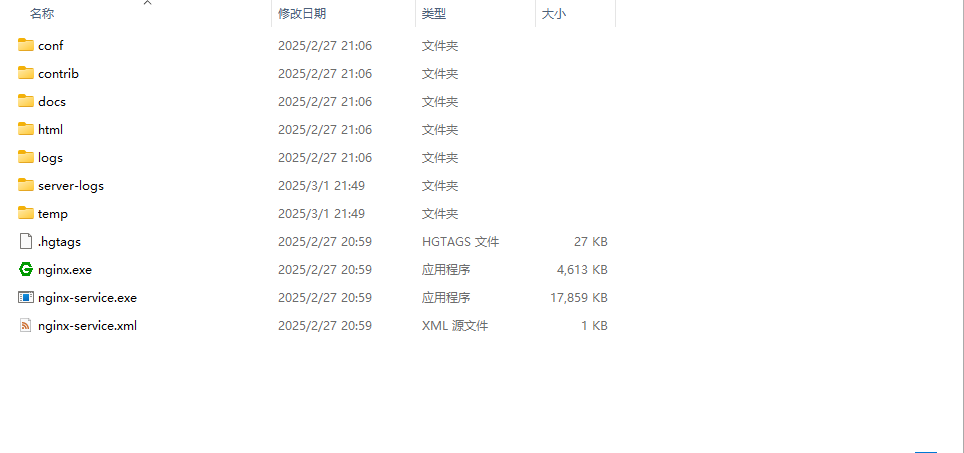 名称 修改日期 类型 大小
conf 2025/2/27 21:06 文件夹
contrib 2025/2/27 21:06 文件夹
docs 2025/2/27 21:06 文件夹
html 2025/2/27 21:06 文件夹
logs 2025/2/27 21:06 文件夹
server-logs 2025/3/1 21:49 文件夹
temp 2025/3/1 21:49 文件夹
.hgtags 2025/2/27 20:59 HGTAGS 文件 27 KB
nginx.exe 2025/2/27 20:59 应用程序 4,613 KB
nginx-service.exe 2025/2/27 20:59 应用程序 17,859 KB
nginx-service.xml 2025/2/27 20:59 XML 源文件 1 KB